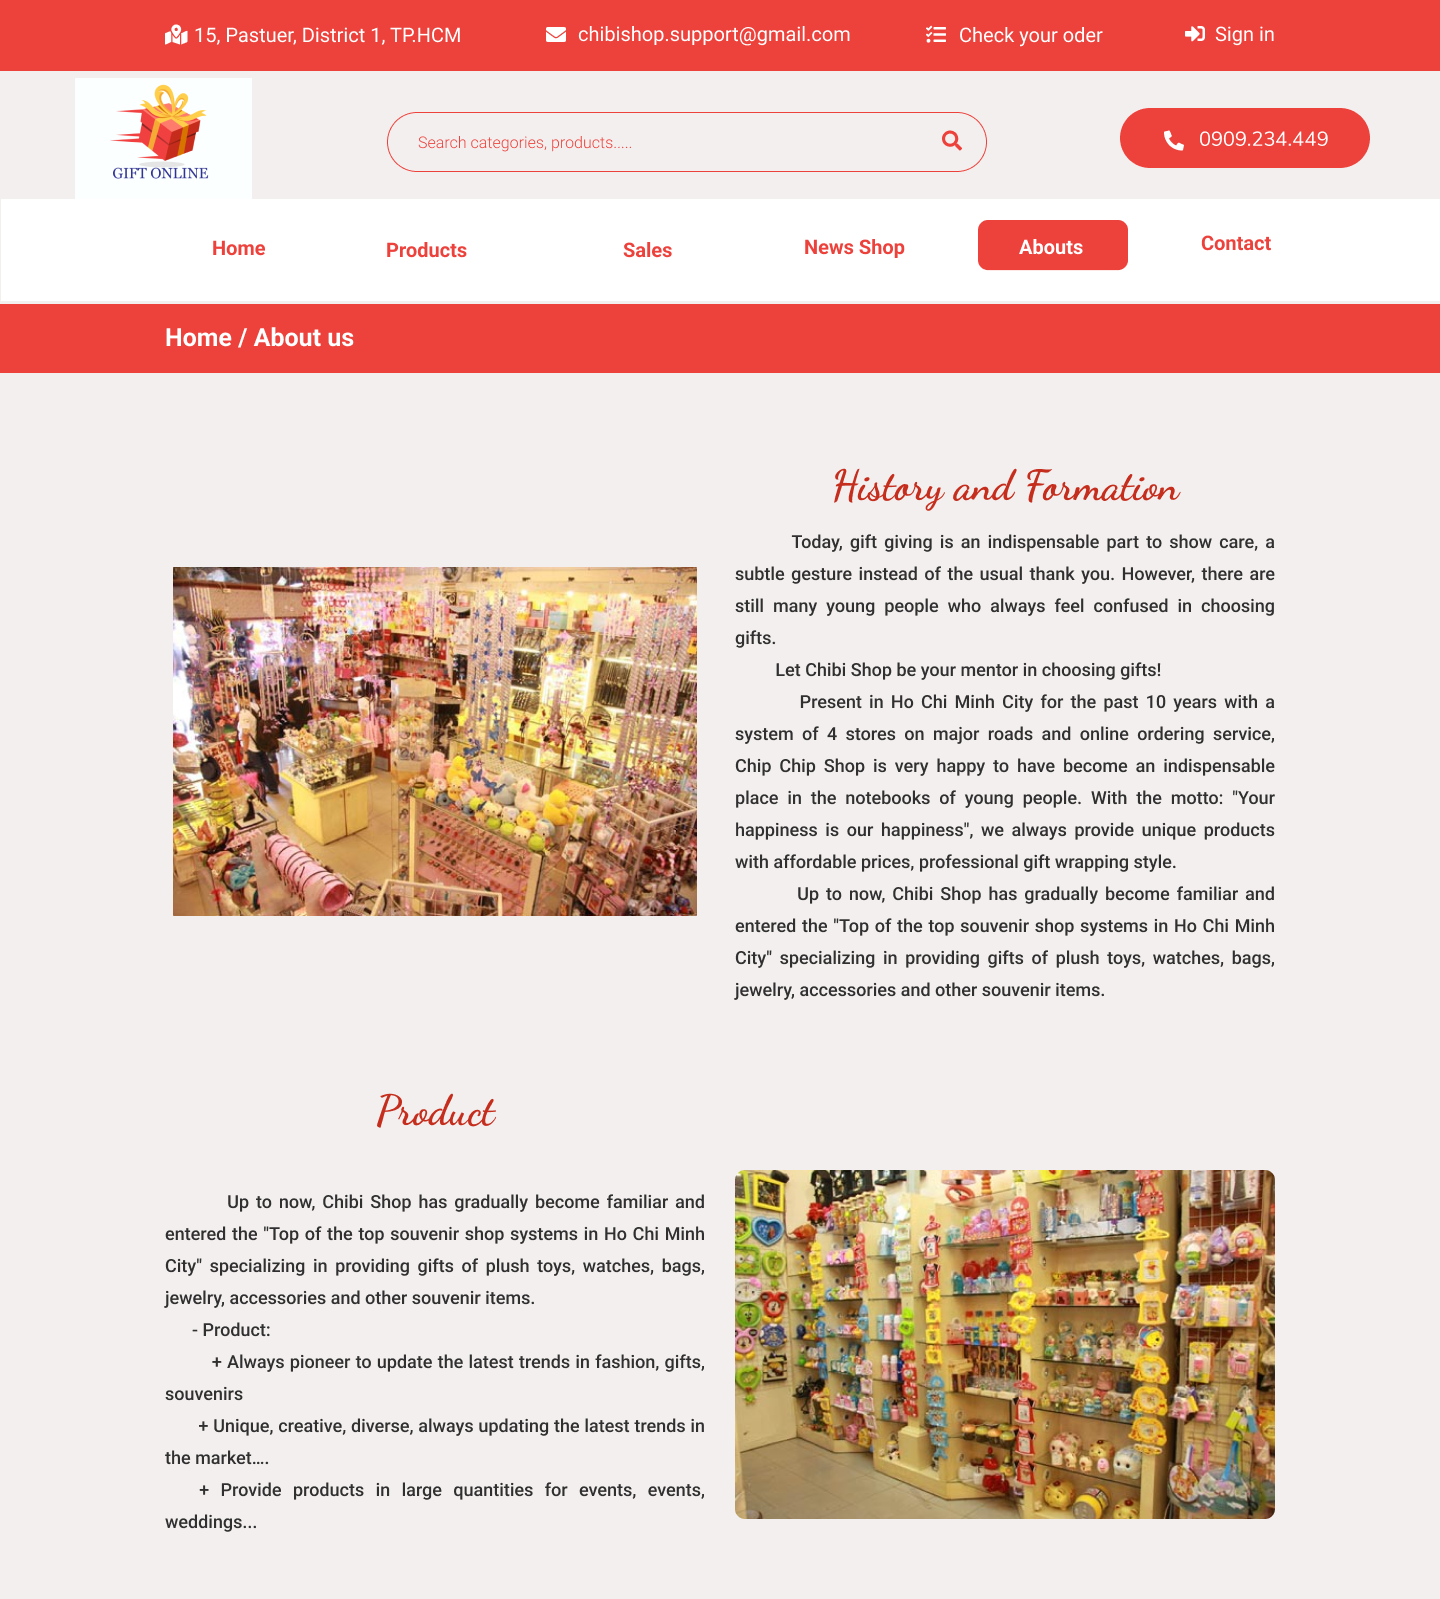 15, Pastuer, District 1, TP.HCM
chibishop.support@gmail.com
Check your oder
Sign in
GIFT ONLINE
Search categories, products.....
0909.234.449
Home
Products
Sales
News Shop
Abouts
Contact
Home / About us
History and Formation
Today, gift giving is an indispensable part to show care, a
subtle gesture instead of the usual thank you. However, there are
still many young people who always feel confused in choosing
gifts.
Let Chibi Shop be your mentor in choosing gifts!
Present in Ho Chi Minh City for the past 10 years with a
system of 4 stores on major roads and online ordering service,
Chip Chip Shop is very happy to have become an indispensable
place in the notebooks of young people. With the motto: "Your
happiness is our happiness", we always provide unique products
with affordable prices, professional gift wrapping style.
Up to now, Chibi Shop has gradually become familiar and
entered the "Top of the top souvenir shop systems in Ho Chi Minh
City" specializing in providing gifts of plush toys, watches, bags,
jewelry, accessories and other souvenir items.
Product
Up to now, Chibi Shop has gradually become familiar and
entered the "Top of the top souvenir shop systems in Ho Chi Minh
City" specializing in providing gifts of plush toys, watches, bags,
jewelry, accessories and other souvenir items.
- Product:
+ Always pioneer to update the latest trends in fashion, gifts,
souvenirs
+ Unique, creative, diverse, always updating the latest trends in
the market….
+ Provide products in large quantities for events, events,
weddings...